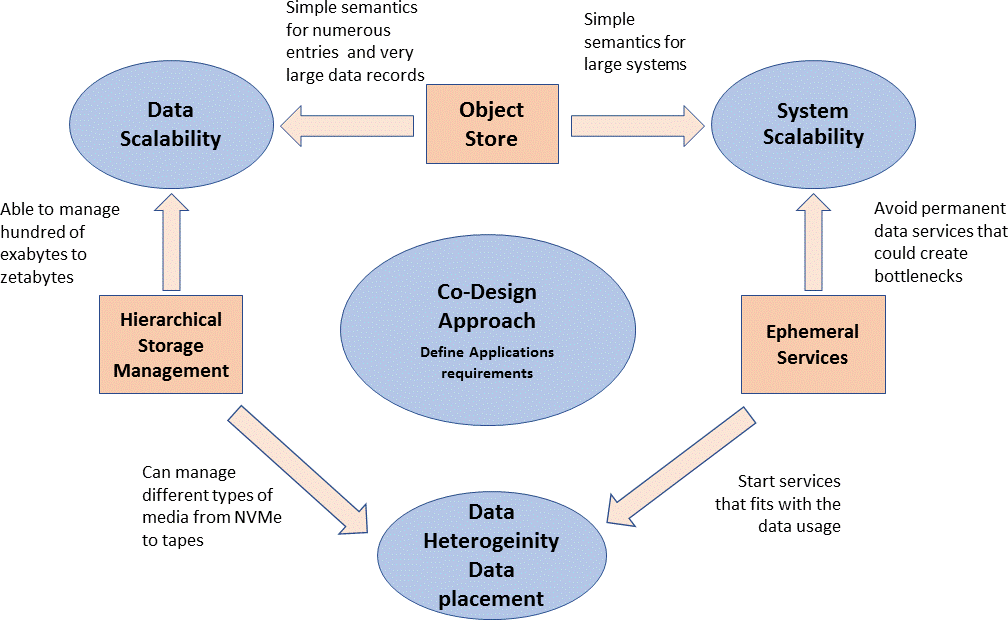 Simple semantics
for numerous
entries and very
large data records
Simple
semantics for
large systems
Data
Scalability
Object
Store
System
Scalability
Able to manage
hundred of
exabytes to
zetabytes
Avoid permanent
data services that
could create
bottlenecks
Co-Design
Approach
Define Applications
requirements
Hierarchical
Storage
Management
Ephemeral
Services
Can manage
different types of
media from NVMe
to tapes
Start services
that fits with the
data usage
Data
Heterogeinity
Data
placement